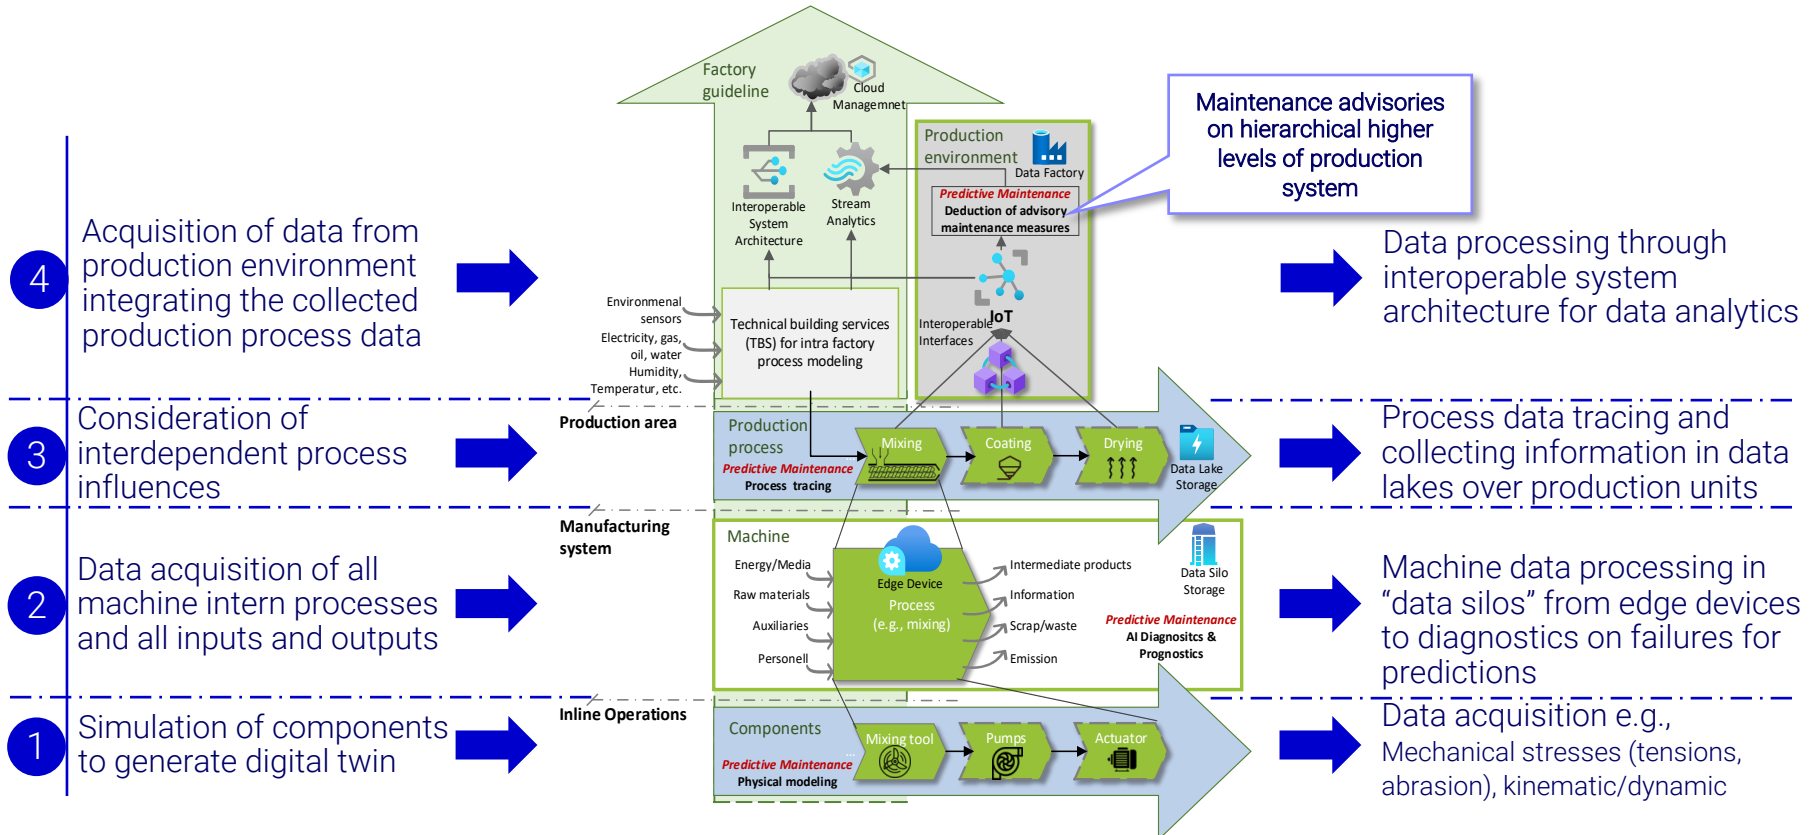 Factory
guideline
Cloud
Managemnet
Interoperable
System
Architecture
Stream
Analytics
Production
environment
Data Factory
Predictive Maintenance
Deduction of advisory
maintenance measures
Maintenance advisories
on hierarchical higher
levels of production
system
4
Acquisition of data from
production environment
integrating the collected
production process data
Environmenal
sensors
Electricity, gas,
oil, water
Humidity,
Temperatur, etc.
Technical building services
(TBS) for intra factory
process modeling
IoT
Interoperable
Interfaces
Data processing through
interoperable system
architecture for data analytics
Production area
3
Consideration of
interdependent process
influences
Production
process
...
Predictive Maintenance
Process tracing
Mixing
Coating
Drying
Data Lake
Storage
Process data tracing and
collecting information in data
lakes over production units
Manufacturing
system
2
Data acquisition of all
machine intern processes
and all inputs and outputs
Machine
Energy/Media
Raw materials
Auxiliaries
Personell
Edge Device
Process
(e.g., mixing)
Intermediate products
Information
Scrap/waste
Emission
Data Silo
Storage
Predictive Maintenance
AI Diagnositcs &
Prognostics
Machine data processing in
“data silos” from edge devices
to diagnostics on failures for
predictions
Inline Operations
1
Simulation of components
to generate digital twin
Components
...
Predictive Maintenance
Physical modeling
Mixing tool
Pumps
Actuator
Data acquisition e.g.,
Mechanical stresses (tensions,
abrasion), kinematic/dynamic